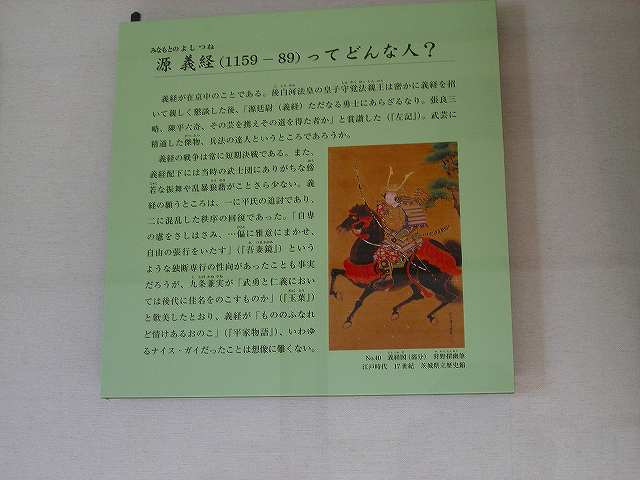 みなもとの よしつね
源 義経(1159－89)ってどんな人？
義経が在京中のことである。後白河法皇の皇子守覚法親王は密かに義経を招
いて親しく懇談した後、『源廷尉（義経）ただなる勇士にあらざるなり。張良三
略、陳平六奇、その芸を携えその道を得た者か』と賞讃した（『左記』）。武芸に
精通した傑物、兵法の達人というところであろうか。
義経の戦争は常に短期決戦である。また、
義経配下には当時の武士団にありがちな傍
若な振舞や乱暴狼藉がことさら少ない。義
経の願うところは、一に平氏の追討であり、
二に混乱した秩序の回復であった。「自専
の慮をさしはさみ、…偏に雅意にまかせ、
自由の張行をいたす」（『吾妻鏡』）という
ような独断専行の性向があったことも事実
だろうが、九条兼実が「武勇と仁義におい
ては後代に佳名をのこすものか」（『玉葉』）
と歎美したとおり、義経が「もののふなれ
ど情けあるおのこ」（『平家物語』）、いわゆ
るナイス・ガイだったことは想像に難くない。
No.40 義経図（部分） 狩野探幽筆
江戸時代 17世紀 茨城県立歴史館